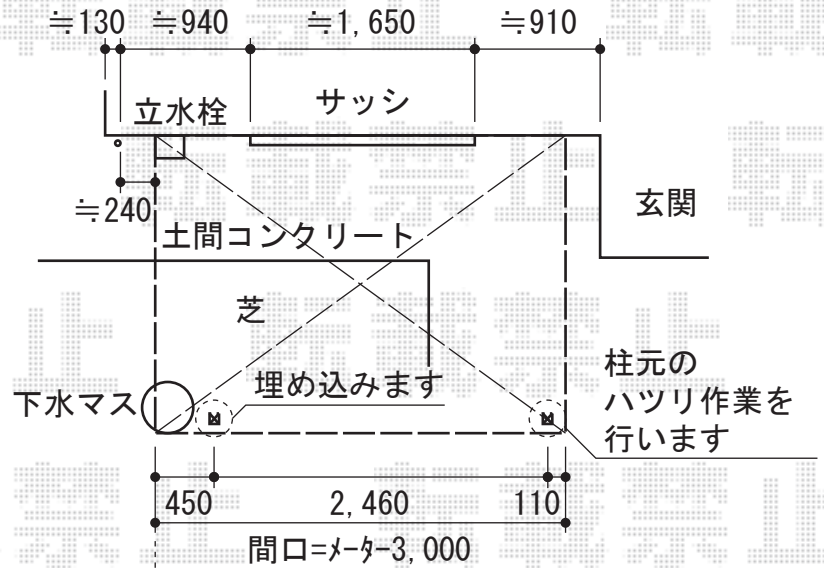 ≒130 ≒940 ≒1,650 ≒910
立水栓
サッシ
≒240
玄関
土間コンクリート
芝
下水マス
埋め込みます
柱元の
ハツリ作業を
行います
450 2,460 110
間口=メーター3,000